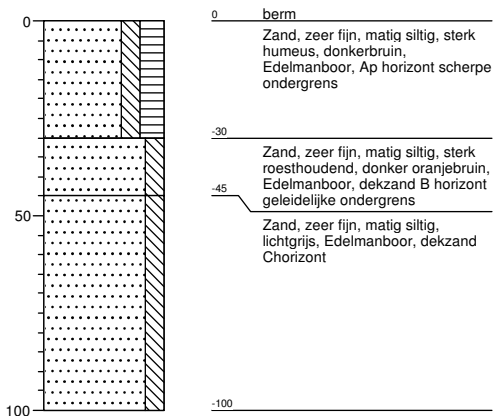 0
0 berm
Zand, zeer fijn, matig siltig, sterk
humeus, donkerbruin,
Edelmanboor, Ap horizont scherpe
ondergrens
-30
Zand, zeer fijn, matig siltig, sterk
roesthoudend, donker oranjebruin,
Edelmanboor, dekzand B horizont
geleidelijke ondergrens
-45
50
Zand, zeer fijn, matig siltig,
lichtgrijs, Edelmanboor, dekzand
Chorizont
100
-100